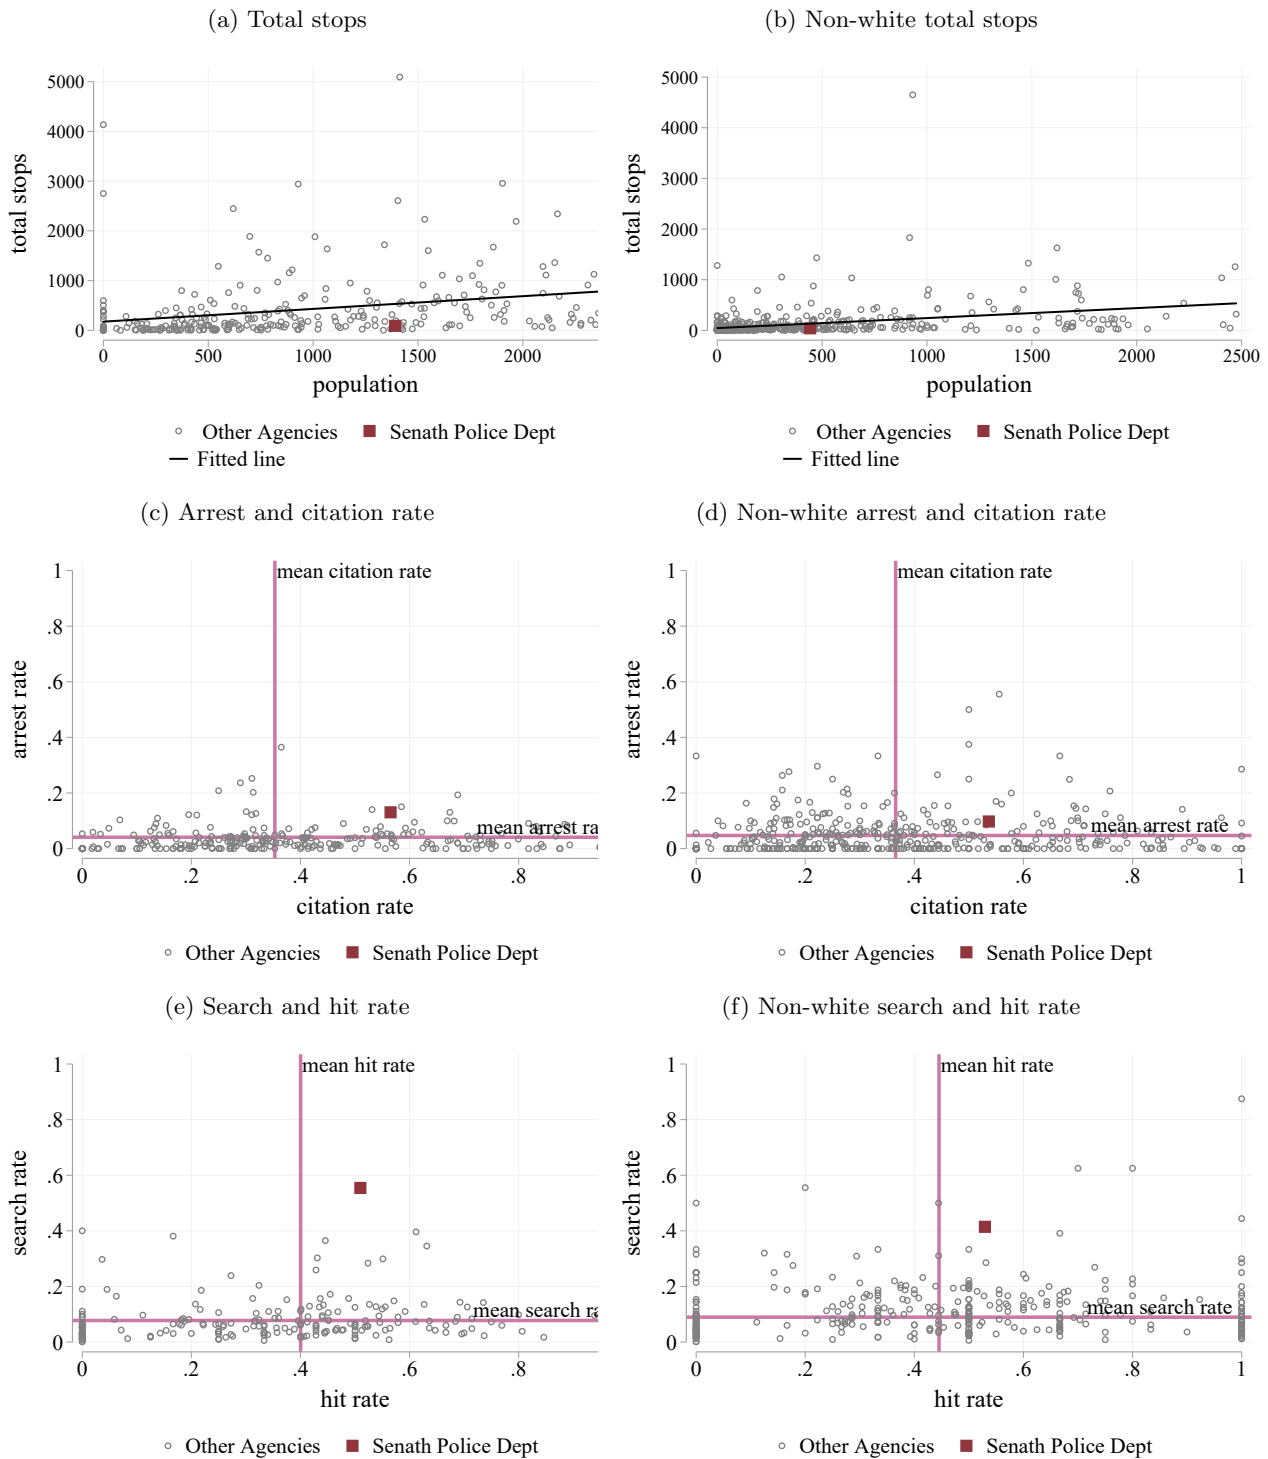 (a) Total stops
(b) Non-white total stops
total stops
5000
4000
3000
2000
1000
0
0 500 1000 1500 2000
population
Other Agencies Senath Police Dept
Fitted line
total stops
5000
4000
3000
2000
1000
0
0 500 1000 1500 2000 2500
population
Other Agencies Senath Police Dept
Fitted line
(c) Arrest and citation rate
(d) Non-white arrest and citation rate
arrest rate
1
.8
.6
.4
.2
0
mean citation rate
mean arrest ra
0 .2 .4 .6 .8
citation rate
Other Agencies Senath Police Dept
arrest rate
1
.8
.6
.4
.2
0
mean citation rate
mean arrest rate
0 .2 .4 .6 .8 1
citation rate
Other Agencies Senath Police Dept
(e) Search and hit rate
(f) Non-white search and hit rate
search rate
1
.8
.6
.4
.2
0
mean hit rate
mean search ra
0 .2 .4 .6 .8
hit rate
Other Agencies Senath Police Dept
search rate
1
.8
.6
.4
.2
0
mean hit rate
mean search rate
0 .2 .4 .6 .8 1
hit rate
Other Agencies Senath Police Dept